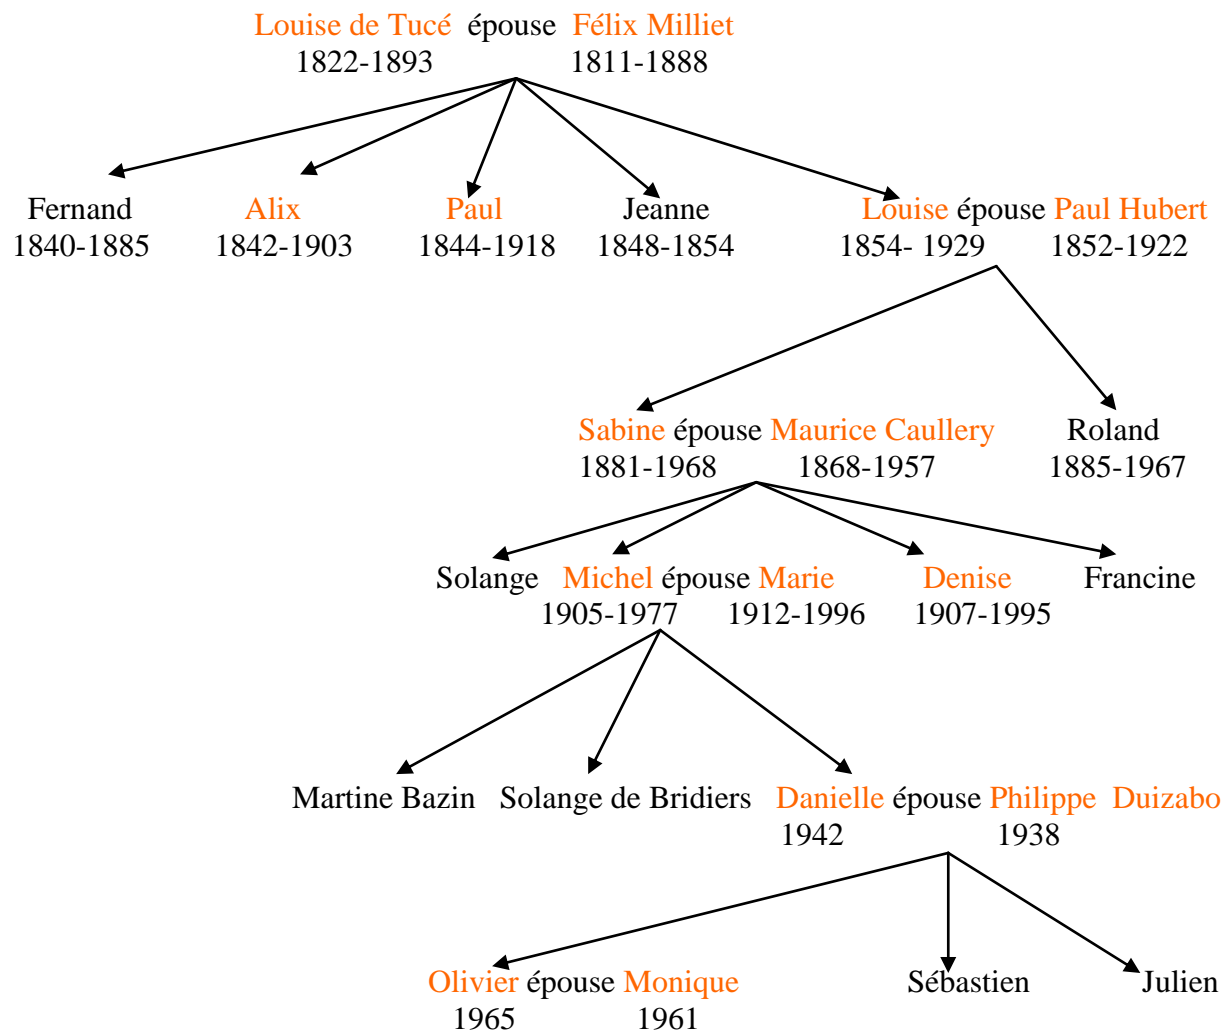 Louise de Tucé épouse Félix Milliet
1822-1893 1811-1888
Fernand Alix Paul Jeanne Louise épouse Paul Hubert
1840-1885 1842-1903 1844-1918 1848-1854 1854- 1929 1852-1922
Sabine épouse Maurice Caullery Roland
1881-1968 1868-1957 1885-1967
Solange Michel épouse Marie Denise Francine
1905-1977 1912-1996 1907-1995
Martine Bazin Solange de Bridiers Danielle épouse Philippe Duizabo
1942 1938
Olivier épouse Monique Sébastien Julien
1965 1961